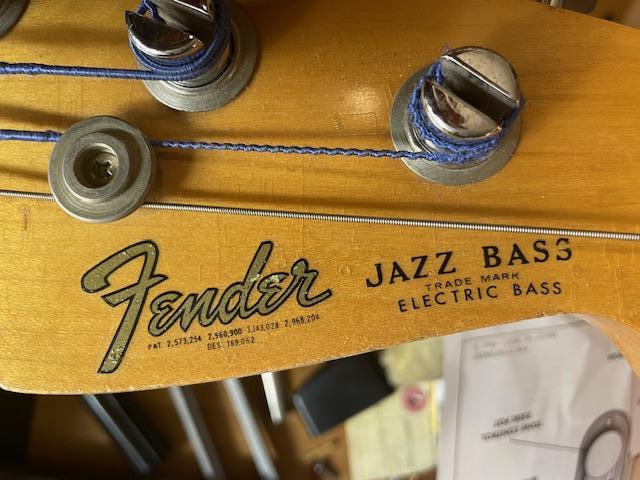 Fender
PAT. 2,573,254 2,960,900 3,143,028 2,968,204
DES. 169,062
JAZZ BASS
TRADE MARK
ELECTRIC BASS